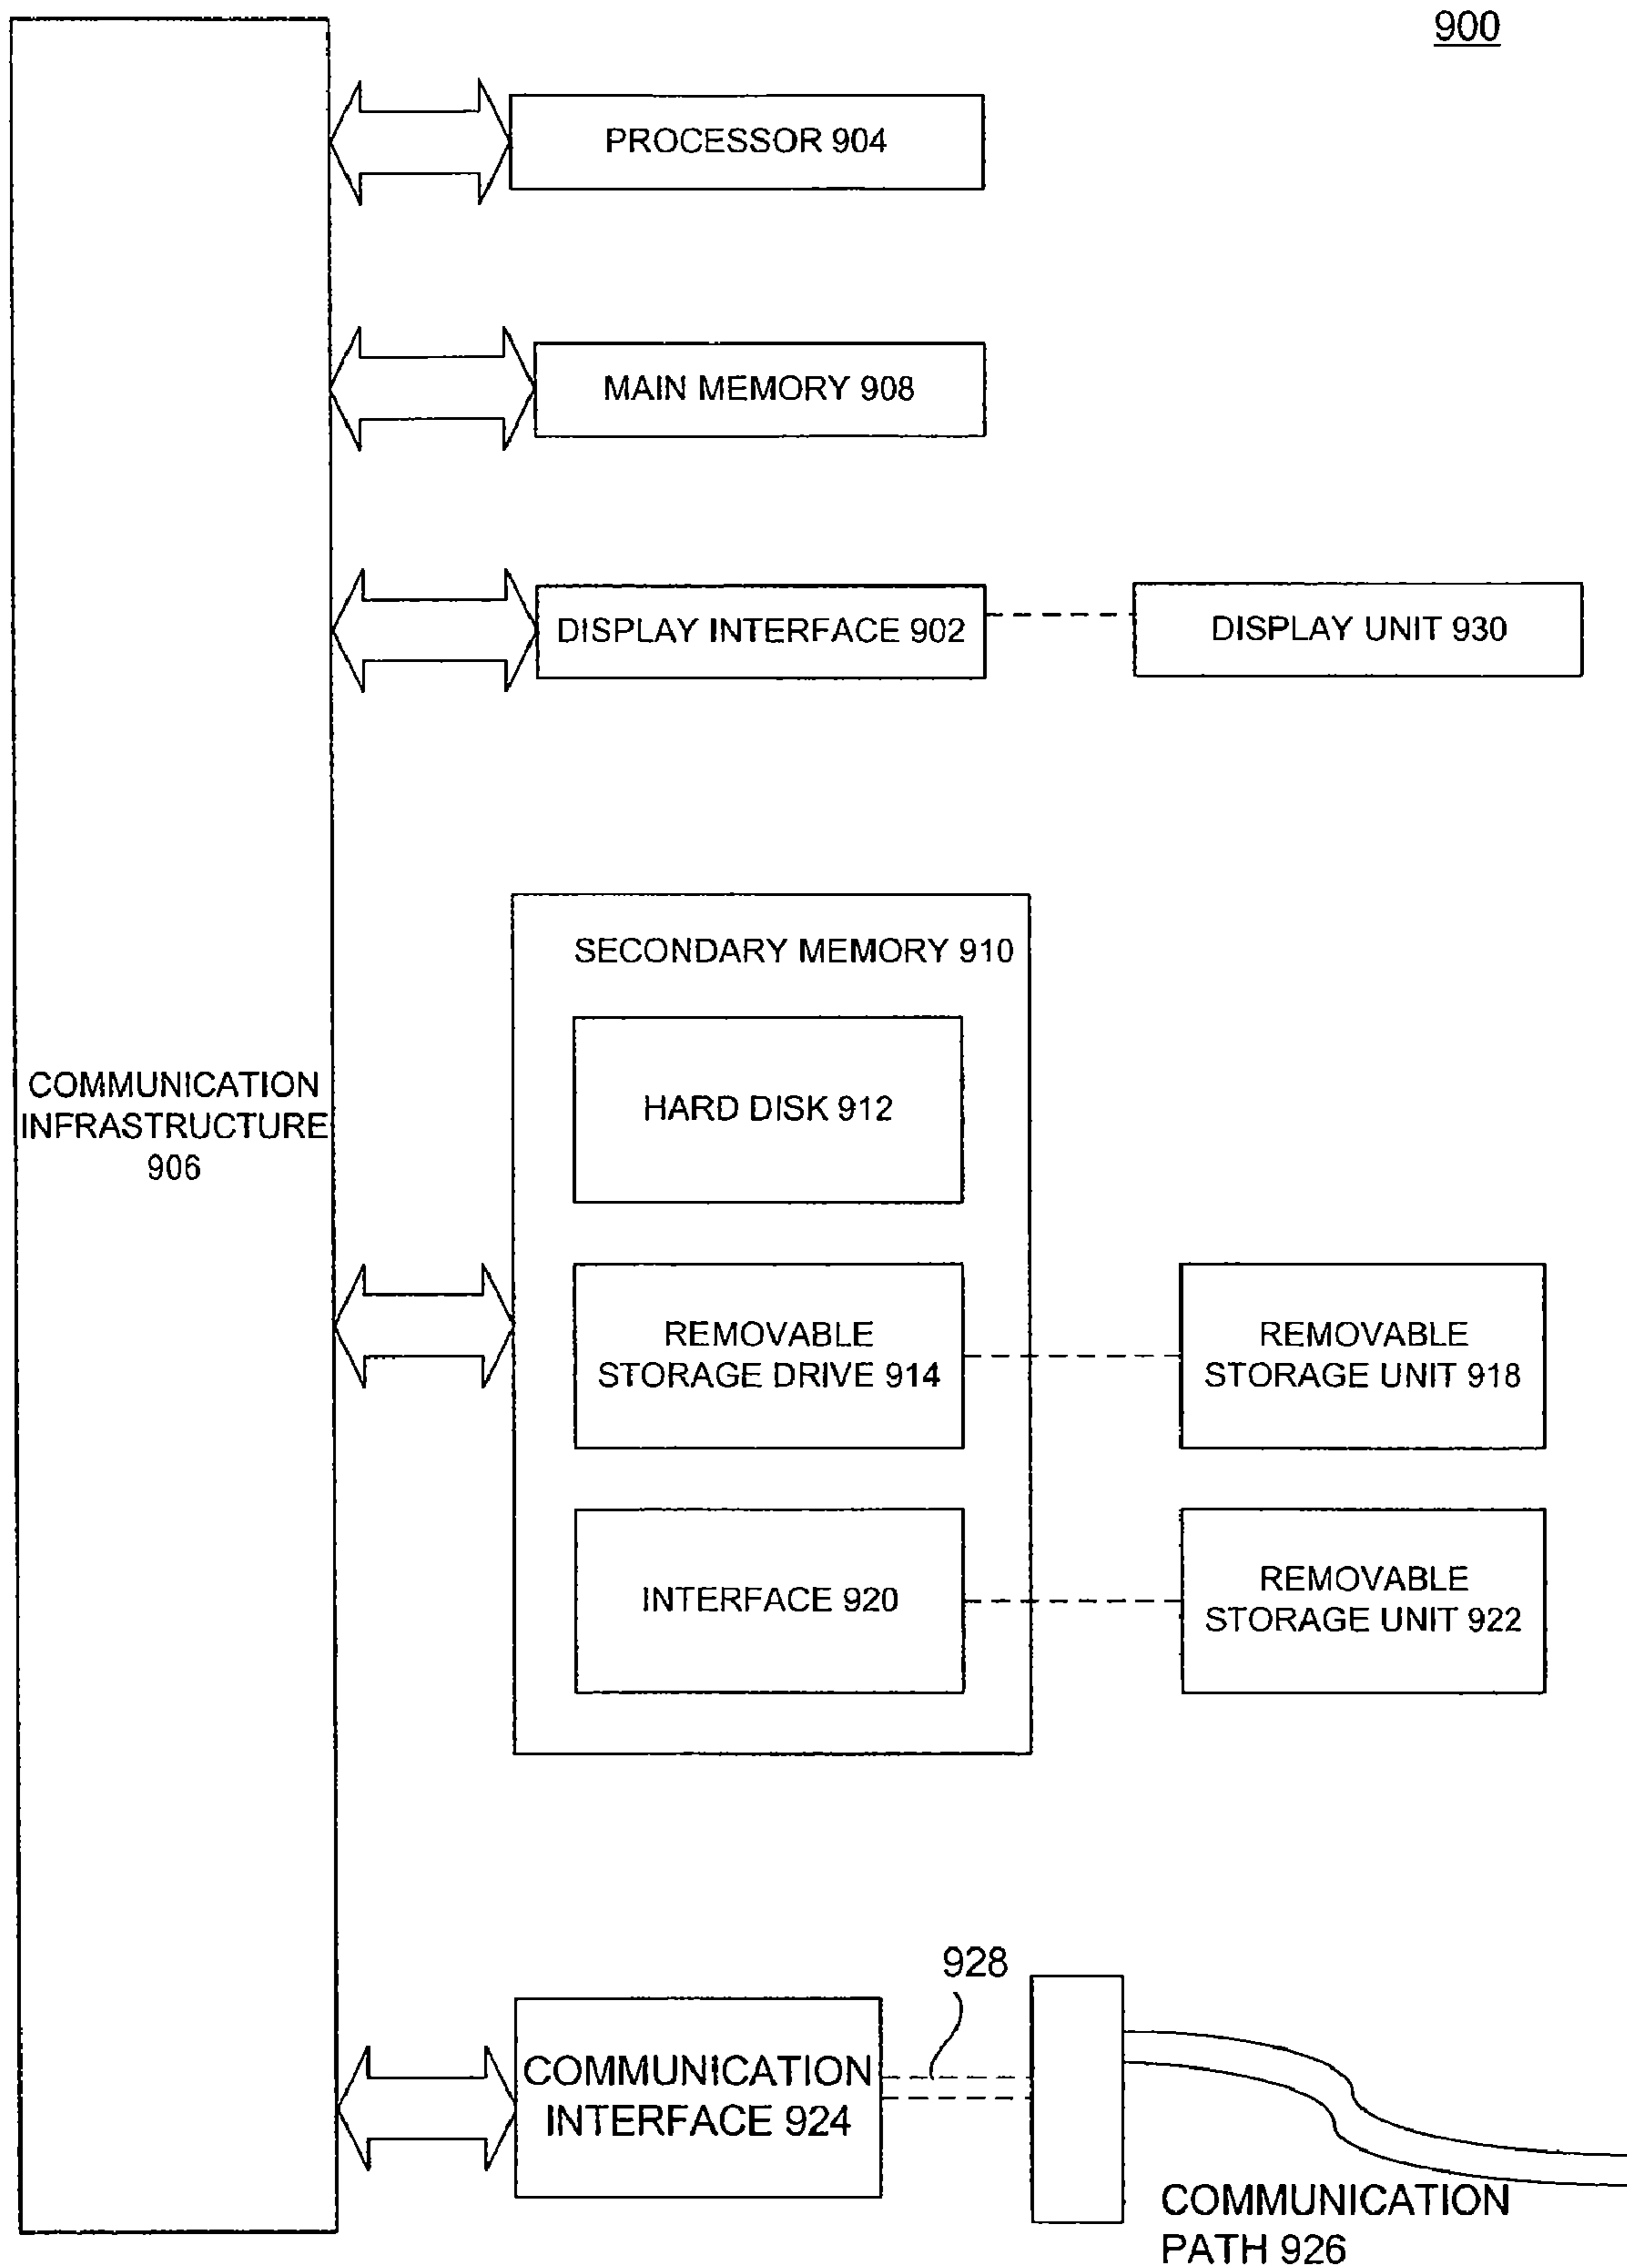 900
PROCESSOR 904
MAIN MEMORY 908
DISPLAY INTERFACE 902
DISPLAY UNIT 930
SECONDARY MEMORY 910
HARD DISK 912
COMMUNICATION
INFRASTRUCTURE
906
REMOVABLE
STORAGE DRIVE 914
REMOVABLE
STORAGE UNIT 918
INTERFACE 920
REMOVABLE
STORAGE UNIT 922
928
COMMUNICATION
INTERFACE 924
COMMUNICATION
PATH 926